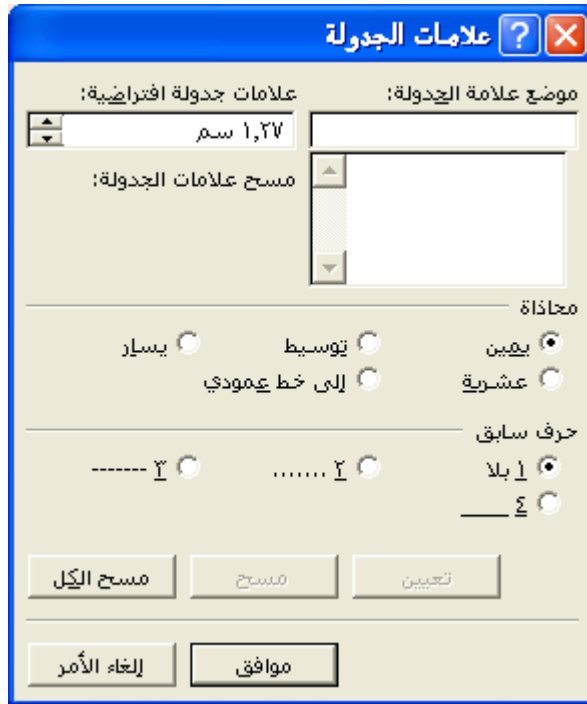 علامات الجدولة
موضع علامة الجدولة: علامات جدولة افتراضية:
١,٢٧ سم
مسح علامات الجدولة:
محاذاة
يمين توسيط يسار
عشرية إلى خط عمودي
حرف سابق
١ بلا ٢ ....... ٣ -------
٤ ____
تعيين مسح مسح الكل
موافق إلغاء الأمر